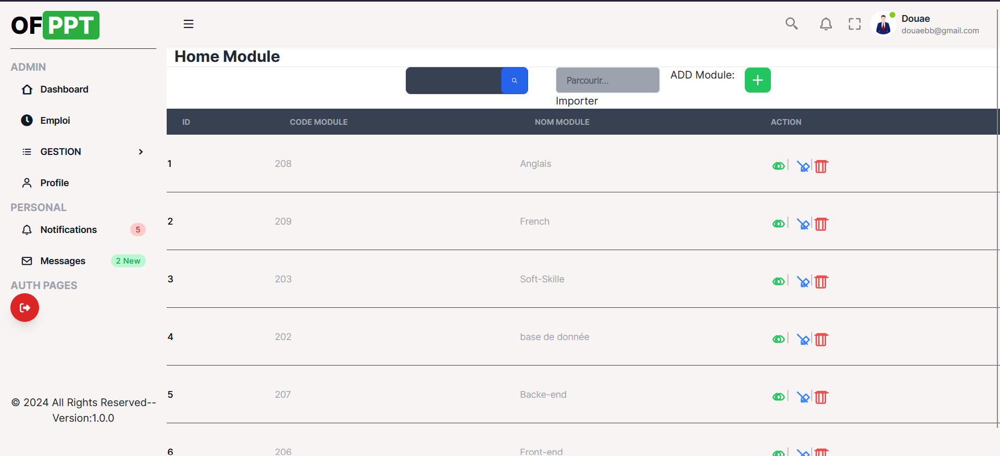 OFPPT
Douae
douaebb@gmail.com
ADMIN
Dashboard
Emploi
GESTION
Profile
PERSONAL
Notifications 5
Messages 2 New
AUTH PAGES
© 2024 All Rights Reserved--
Version:1.0.0
Home Module
Parcourir... ADD Module:
Importer
ID CODE MODULE NOM MODULE ACTION
1 208 Anglais
2 209 French
3 203 Soft-Skille
4 202 base de donnée
5 207 Backe-end
6 206 Front-end